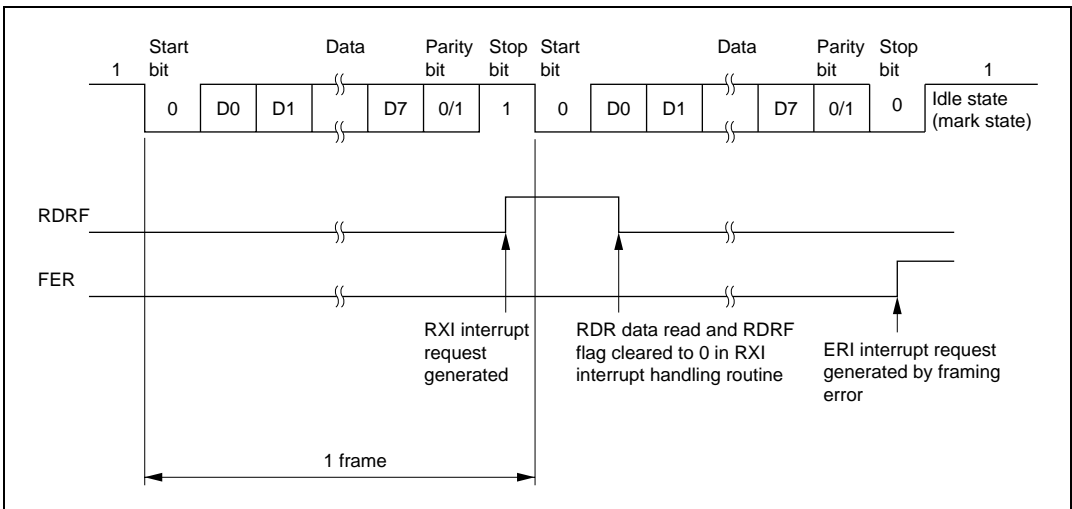 Start Data Parity Stop Start Data Parity Stop
1 bit bit bit bit bit bit 1
0 D0 D1 D7 0/1 1 0 D0 D1 D7 0/1 0 Idle state
(mark state)
RDRF
FER
RXI interrupt
request
generated
RDR data read and RDRF
flag cleared to 0 in RXI
interrupt handling routine
ERI interrupt request
generated by framing
error
1 frame